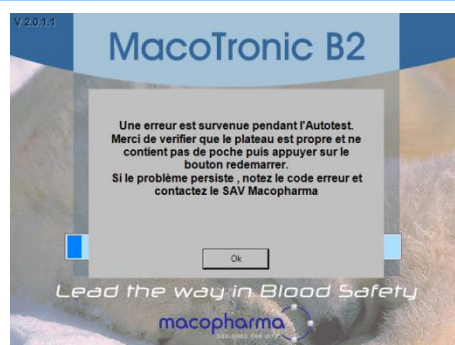 V 2.0.1.1
MacoTronic B2
Une erreur est survenue pendant l'Autotest.
Merci de verifier que le plateau est propre et ne
contient pas de poche puis appuyer sur le
bouton redemarrer.
Si le problème persiste , notez le code erreur et
contactez le SAV Macopharma
Ok
Lead the way in Blood Safety
macopharma